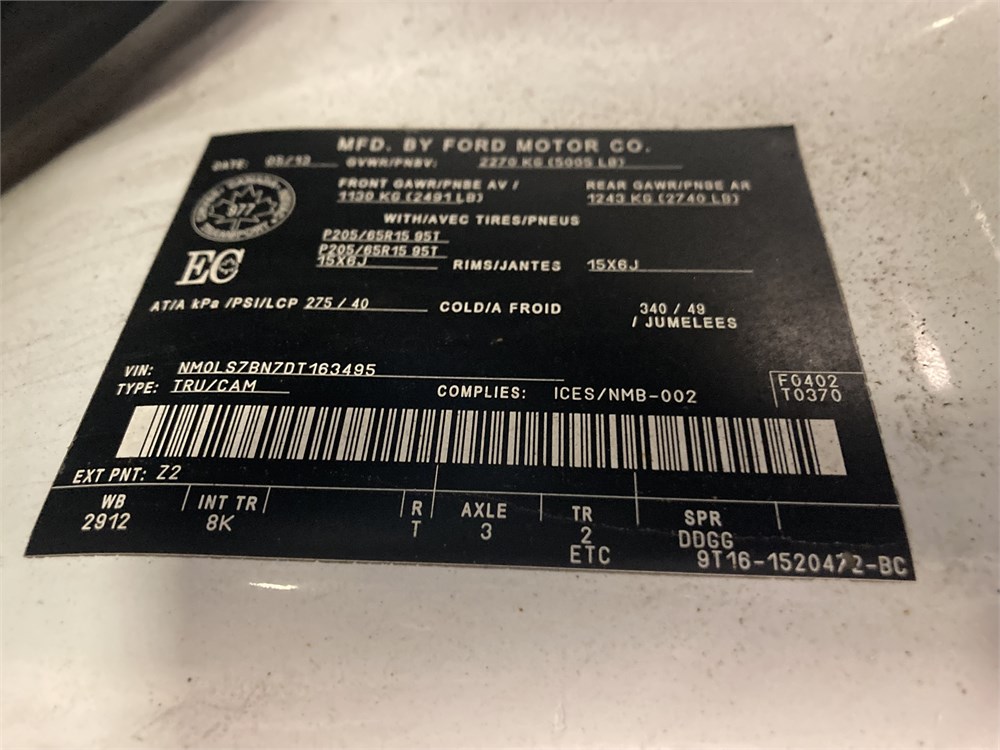 MFD. BY FORD MOTOR CO.
DATE: 05/13 GVWR/PNBV: 2270 KG (5005 LB)
FRONT GAWR/PNBE AV / REAR GAWR/PNBE AR
1130 KG (2491 LB) 1243 KG (2740 LB)
WITH/AVEC TIRES/PNEUS
P205/65R15 95T
P205/65R15 95T
15X6J RIMS/JANTES 15X6J
CANADA
977
TRANSPORT
EC
AT/A kPa /PSI/LCP 275 / 40 COLD/A FROID 340 / 49
/ JUMELEES
VIN: NM0LS7BN7DT163495
TYPE: TRU/CAM COMPLIES: ICES/NMB-002
F0402
T0370
EXT PNT: Z2
WB INT TR R AXLE TR SPR
2912 8K T 3 2 DDGG
ETC 9T16-1520472-BC